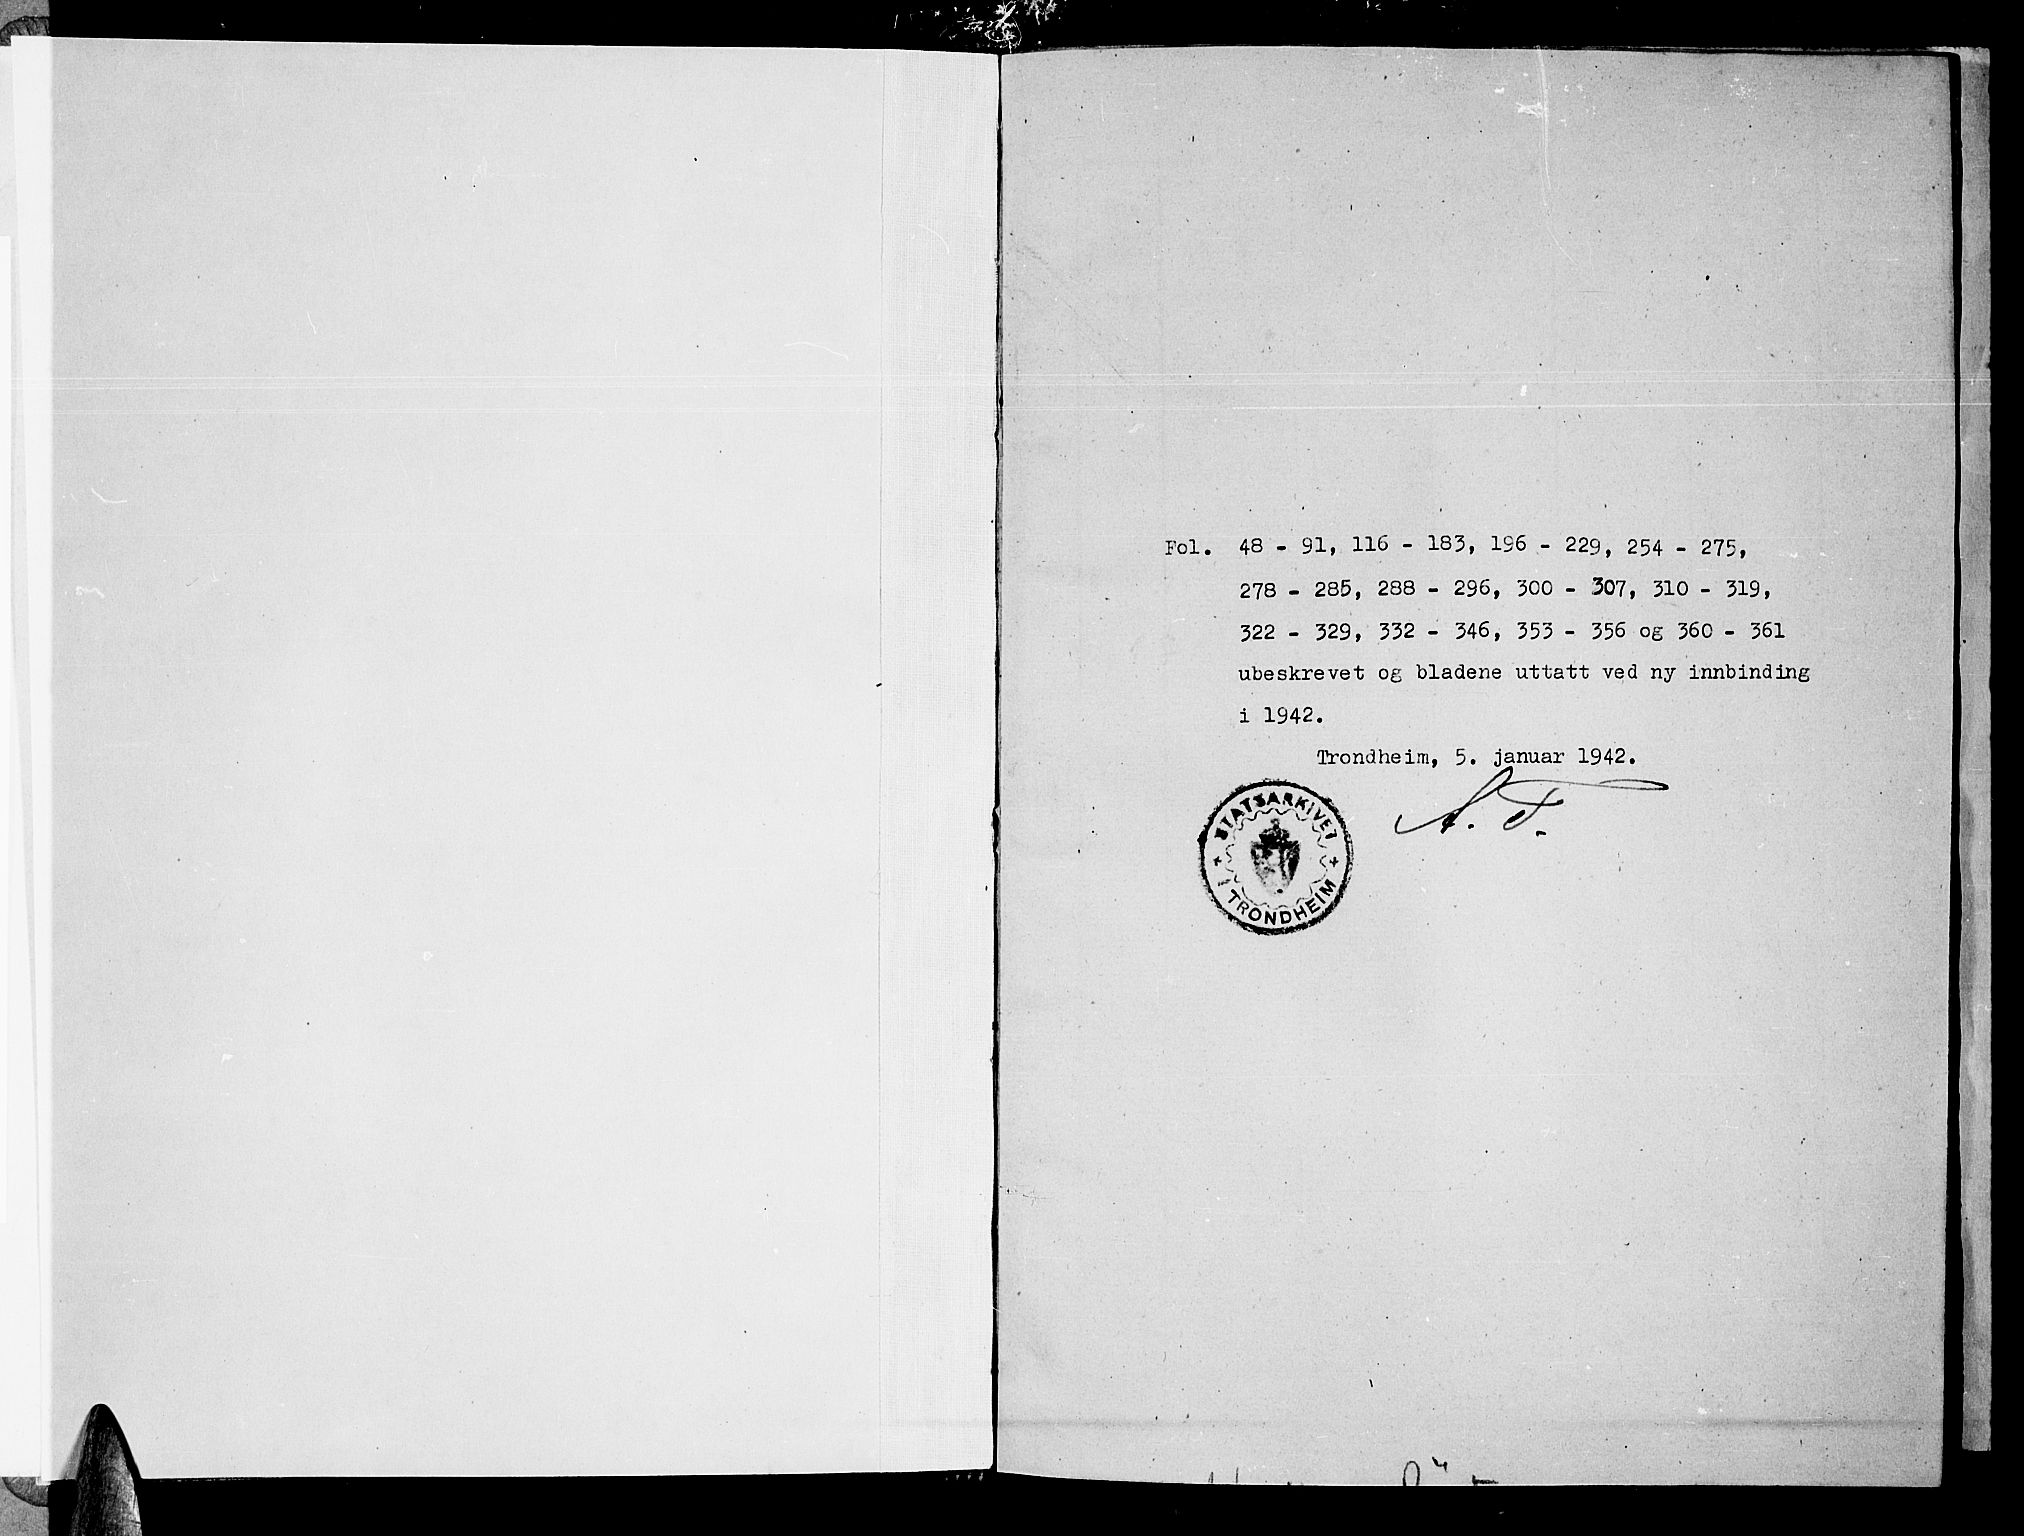 Fol. 48 - 91, 116 - 183, 196 - 229, 254 - 275,
278 - 285, 288 - 296, 300 - 307, 310 - 319,
322 - 329, 332 - 346, 353 - 356 og 360 - 361
ubeskrevet og bladene uttatt ved ny innbinding
i 1942.
Trondheim, 5. januar 1942.
STATSARKIVET
I TRONDHEIM